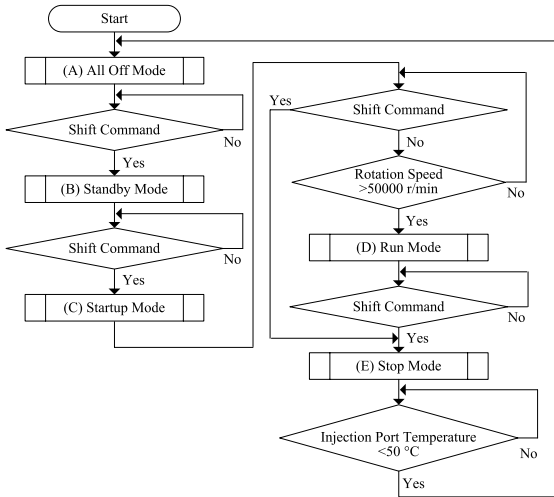 Start
(A) All Off Mode
Shift Command
No
Yes
(B) Standby Mode
Shift Command
No
Yes
(C) Startup Mode
Shift Command
Yes
No
Rotation Speed
>50000 r/min
No
Yes
(D) Run Mode
Shift Command
No
Yes
(E) Stop Mode
Injection Port Temperature
<50 °C
No
Yes